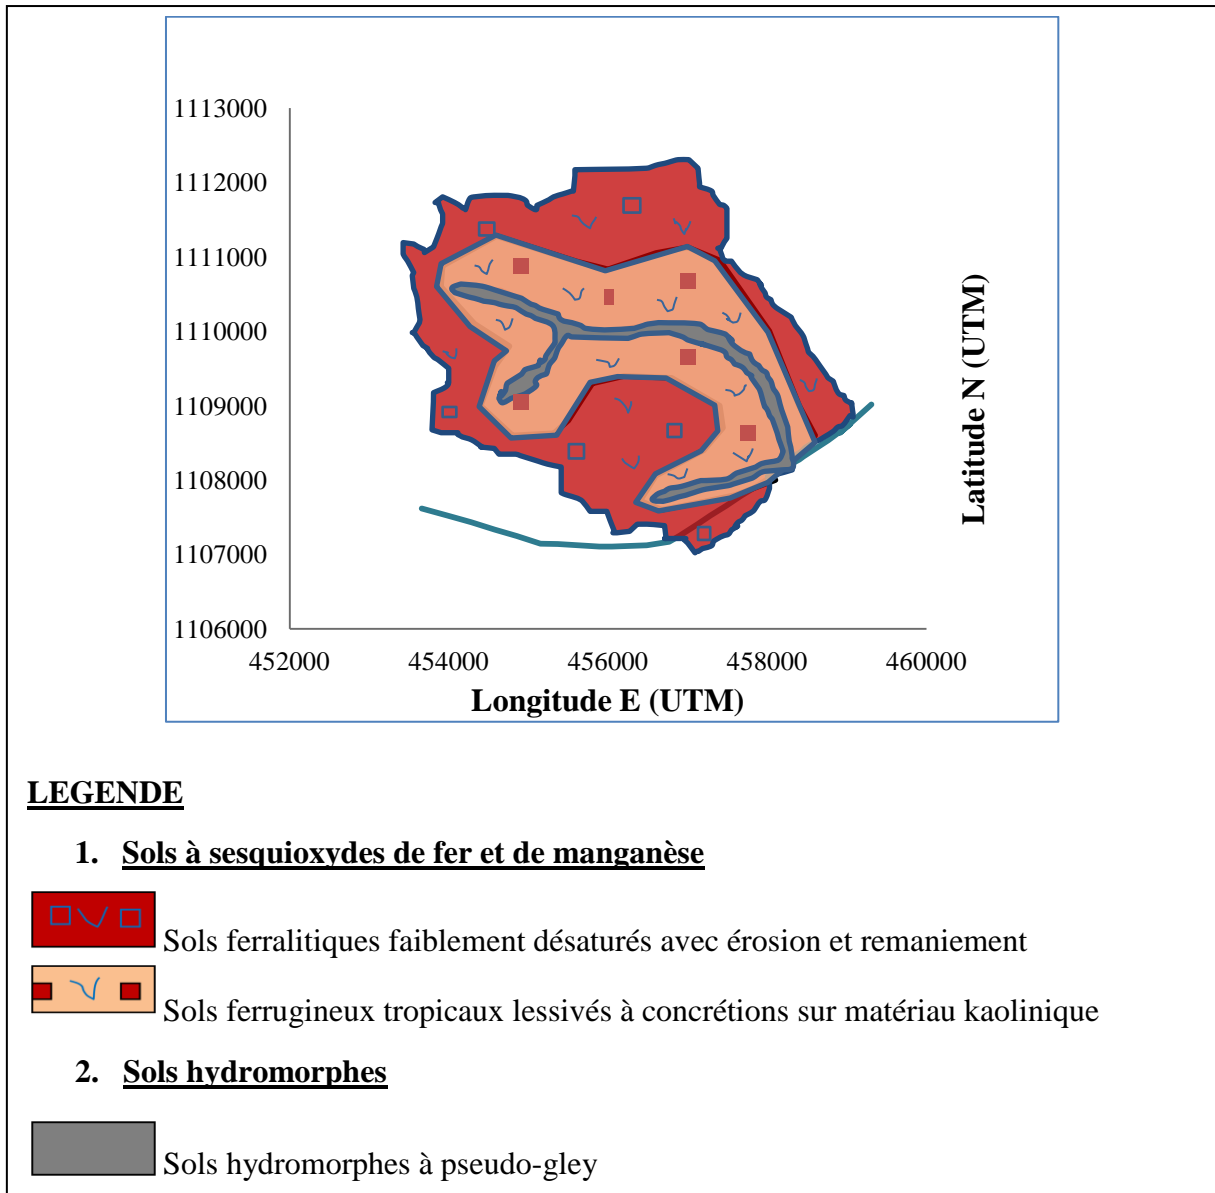 1113000
1112000
1111000
1110000
1109000
1108000
1107000
1106000
452000 454000 456000 458000 460000
Longitude E (UTM)
Latitude N (UTM)
LEGENDE
1. Sols à sesquioxydes de fer et de manganèse
Sols ferralitiques faiblement désaturés avec érosion et remaniement
Sols ferrugineux tropicaux lessivés à concrétions sur matériau kaolinique
2. Sols hydromorphes
Sols hydromorphes à pseudo-gley